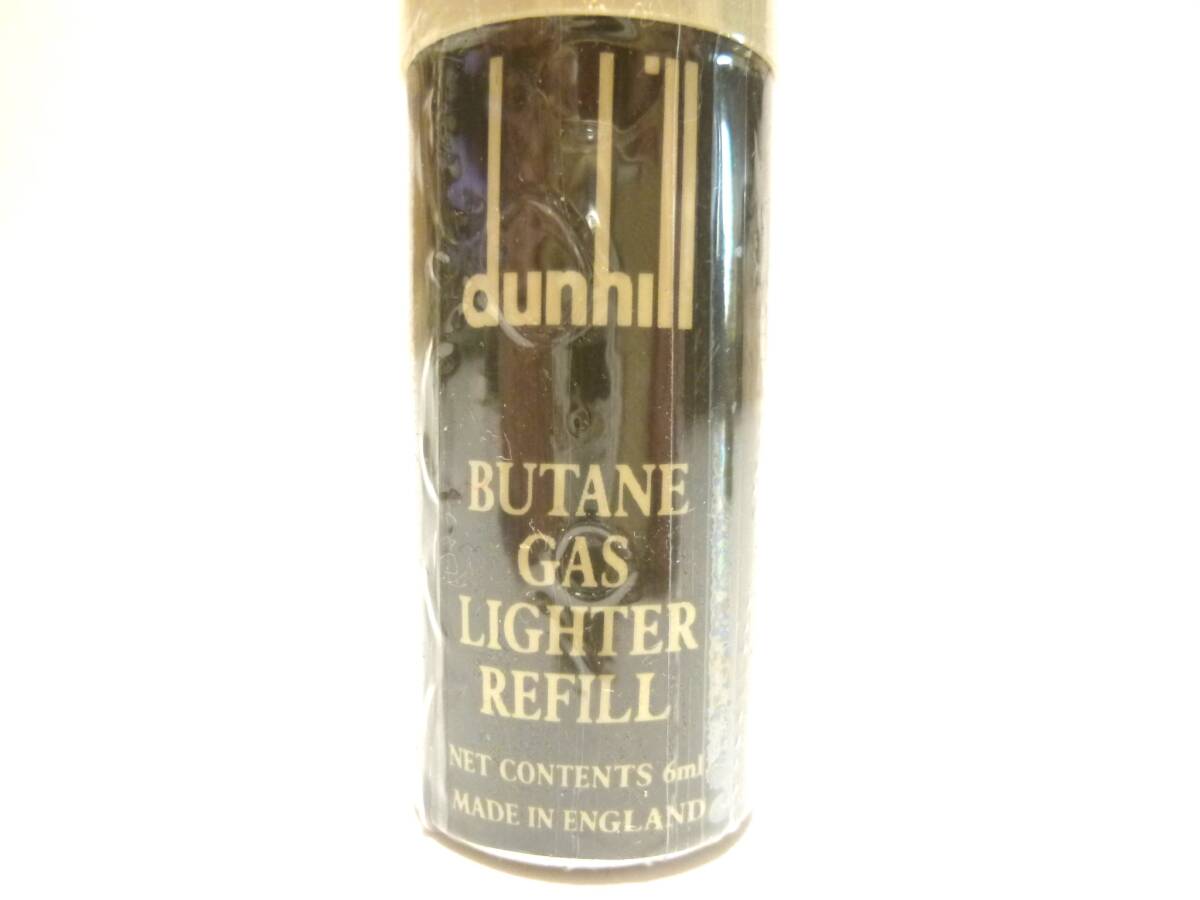 dunhill
BUTANE
GAS
LIGHTER
REFILL
NET CONTENTS 6ml
MADE IN ENGLAND